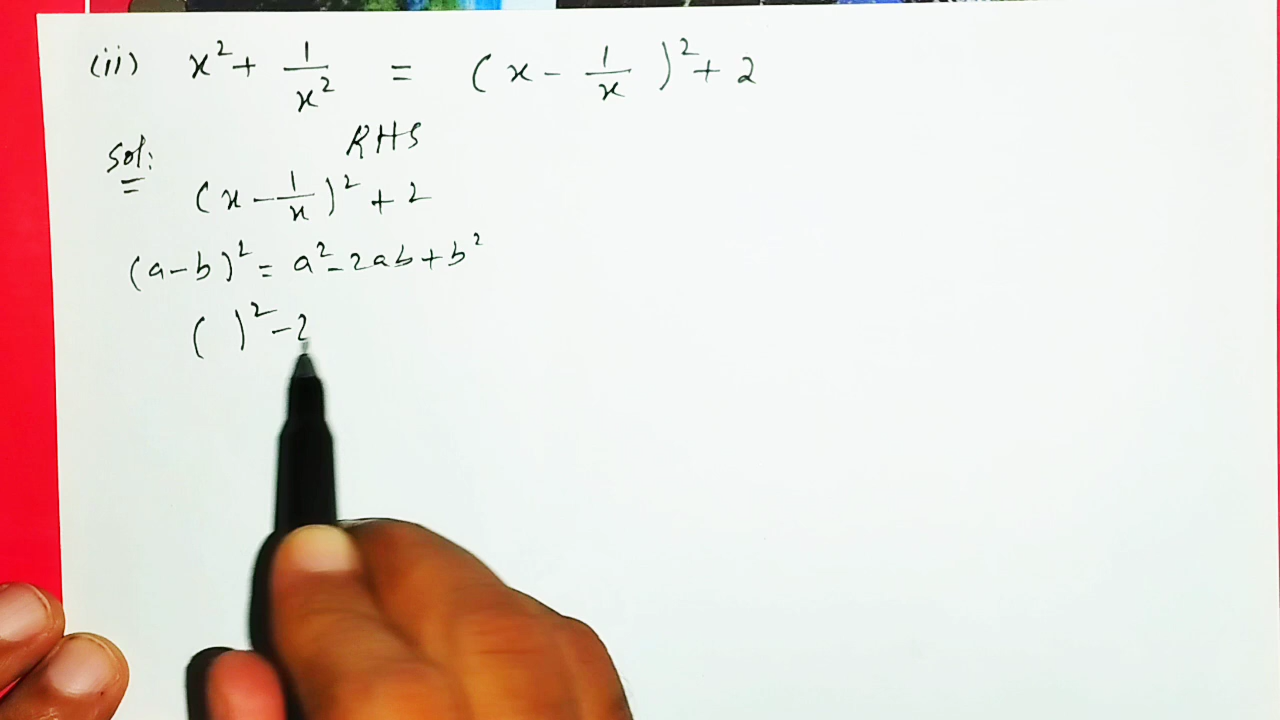 (ii) x² + 1/x² = (x - 1/x)² + 2
Sol: RHS
(x - 1/x)² + 2
(a-b)² = a² - 2ab + b²
( )² - 2